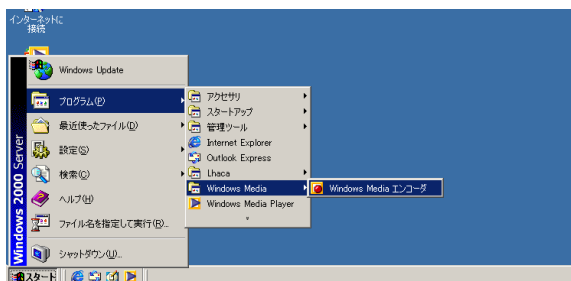 インターネットに
接続
Windows Update
プログラム(P)
最近使ったファイル(D)
設定(S)
検索(C)
ヘルプ(H)
ファイル名を指定して実行(R)...
シャットダウン(U)...
Windows 2000 Server
アクセサリ
スタートアップ
管理ツール
Internet Explorer
Outlook Express
Lhaca
Windows Media
Windows Media Player
Windows Media エンコーダ
スタート